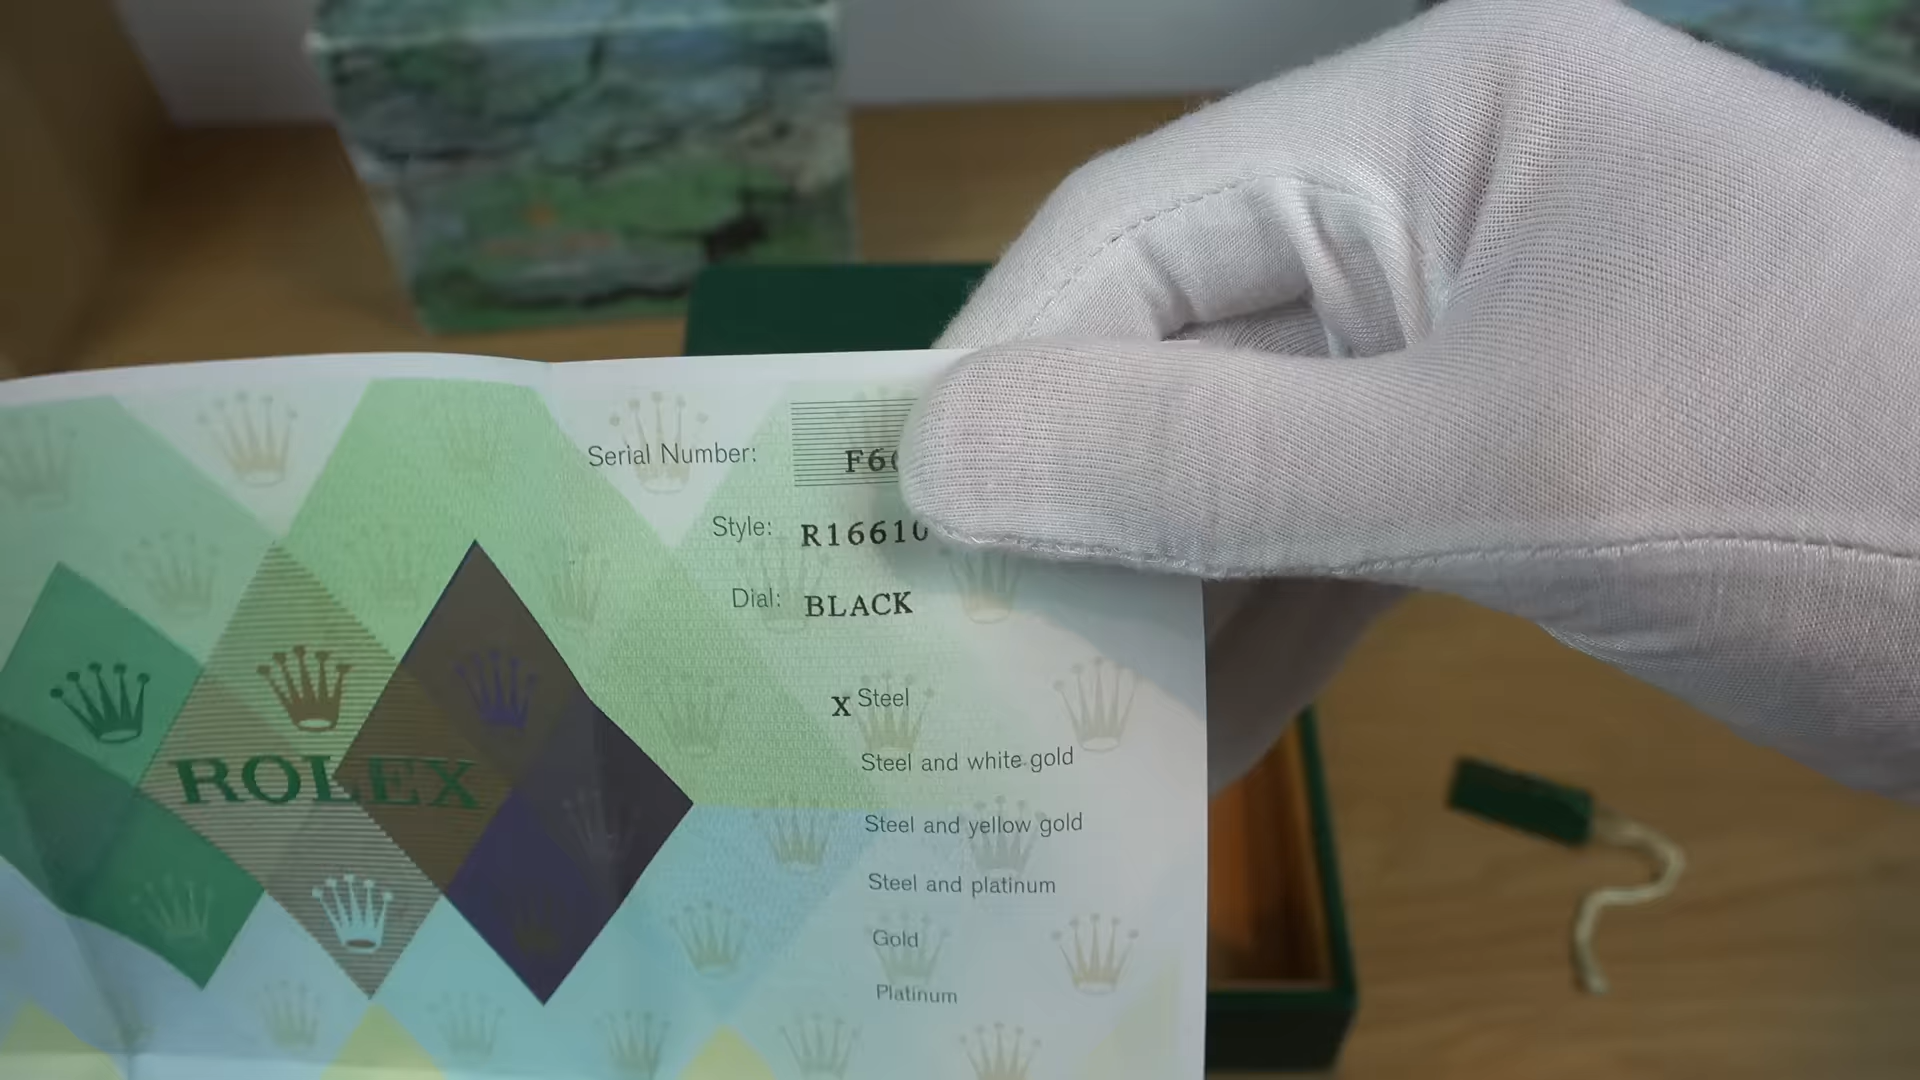 Serial Number: F6
Style: R16610
Dial: BLACK
X Steel
Steel and white gold
ROLEX
Steel and yellow gold
Steel and platinum
Gold
Platinum